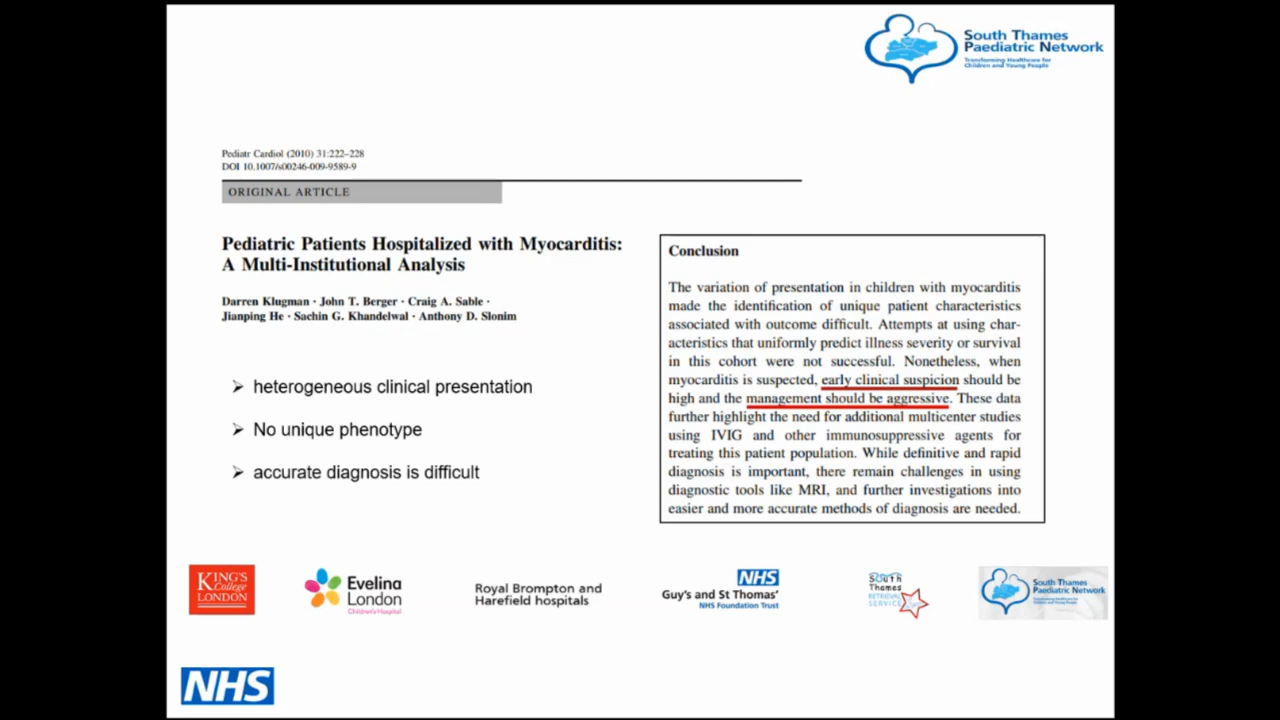 South Thames
Paediatric Network
Transforming Healthcare for
Children and Young People
Pediatr Cardiol (2010) 31:222–228
DOI 10.1007/s00246-009-9589-9
ORIGINAL ARTICLE
Pediatric Patients Hospitalized with Myocarditis:
A Multi-Institutional Analysis
Darren Klugman · John T. Berger · Craig A. Sable ·
Jianping He · Sachin G. Khandelwal · Anthony D. Slonim
➢ heterogeneous clinical presentation
➢ No unique phenotype
➢ accurate diagnosis is difficult
Conclusion
The variation of presentation in children with myocarditis
made the identification of unique patient characteristics
associated with outcome difficult. Attempts at using char-
acteristics that uniformly predict illness severity or survival
in this cohort were not successful. Nonetheless, when
myocarditis is suspected, early clinical suspicion should be
high and the management should be aggressive. These data
further highlight the need for additional multicenter studies
using IVIG and other immunosuppressive agents for
treating this patient population. While definitive and rapid
diagnosis is important, there remain challenges in using
diagnostic tools like MRI, and further investigations into
easier and more accurate methods of diagnosis are needed.
KING'S
College
LONDON
Evelina
London
Children's Hospital
Royal Brompton and
Harefield hospitals
NHS
Guy's and St Thomas'
NHS Foundation Trust
South
Thames
RETRIEVAL
SERVICE
South Thames
Paediatric Network
Transforming Healthcare for
Children and Young People
NHS